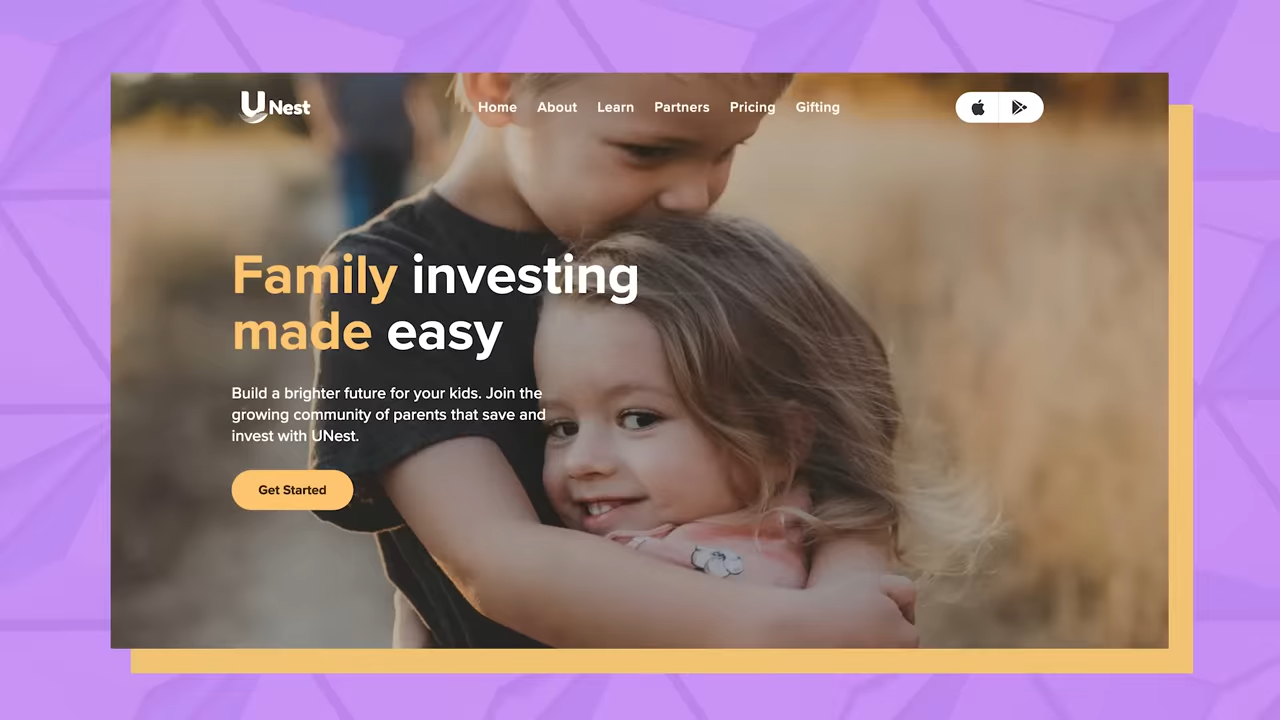 UNest
Home About Learn Partners Pricing Gifting
Family investing
made easy
Build a brighter future for your kids. Join the
growing community of parents that save and
invest with UNest.
Get Started